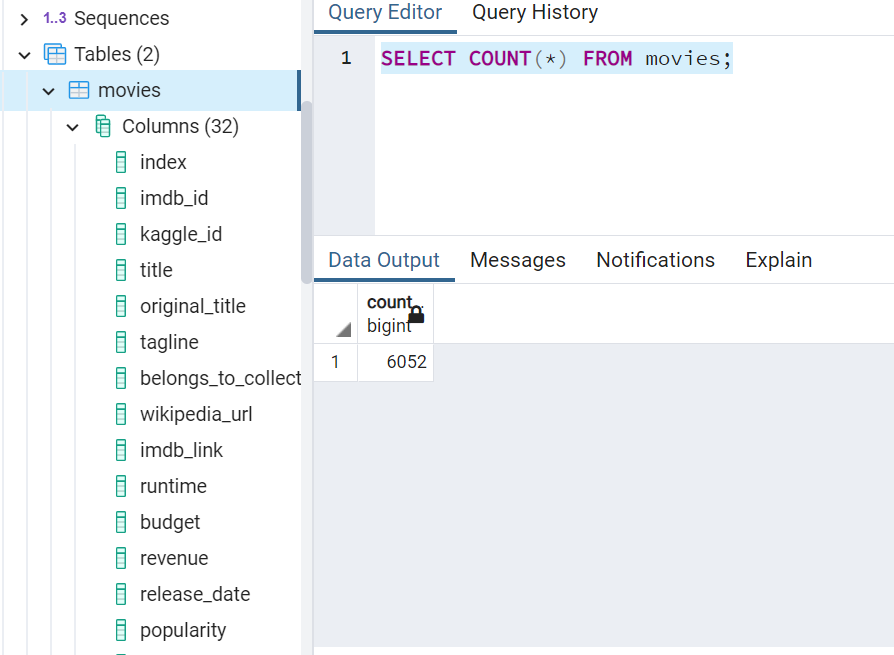 1..3 Sequences
Tables (2)
movies
Columns (32)
index
imdb_id
kaggle_id
title
original_title
tagline
belongs_to_collect
wikipedia_url
imdb_link
runtime
budget
revenue
release_date
popularity
Query Editor Query History
1 SELECT COUNT(*) FROM movies;
Data Output Messages Notifications Explain
count
bigint
1 6052